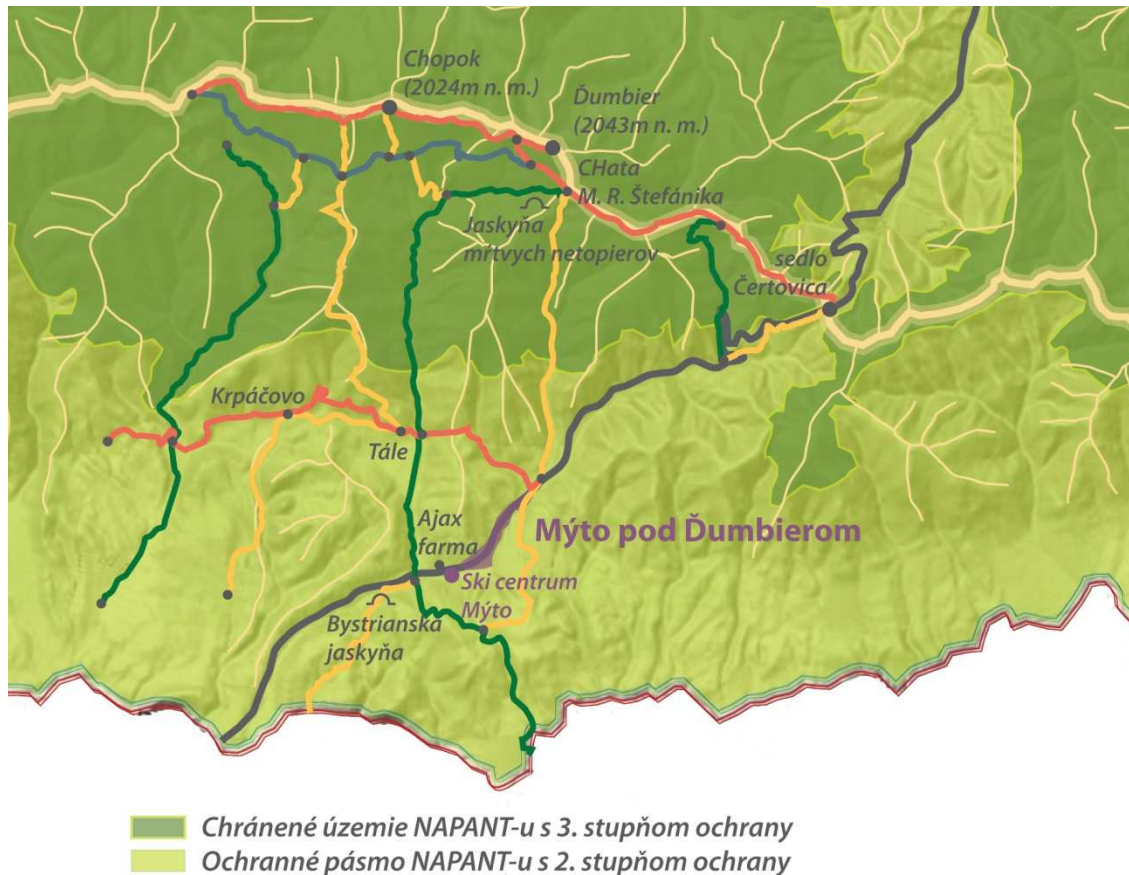 Chopok
(2024m n. m.)
Ďumbier
(2043m n. m.)
CHata
M. R. Štefánika
Jaskyňa
mŕtvych netopierov
sedlo
Čertovica
Krpáčovo
Tále
Ajax
farma
Mýto pod Ďumbierom
Ski centrum
Mýto
Bystrianska
jaskyňa
Chránené územie NAPANT-u s 3. stupňom ochrany
Ochranné pásmo NAPANT-u s 2. stupňom ochrany